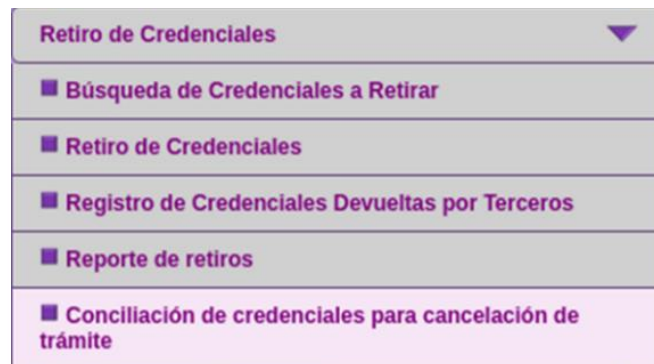 Retiro de Credenciales
Búsqueda de Credenciales a Retirar
Retiro de Credenciales
Registro de Credenciales Devueltas por Terceros
Reporte de retiros
Conciliación de credenciales para cancelación de
trámite